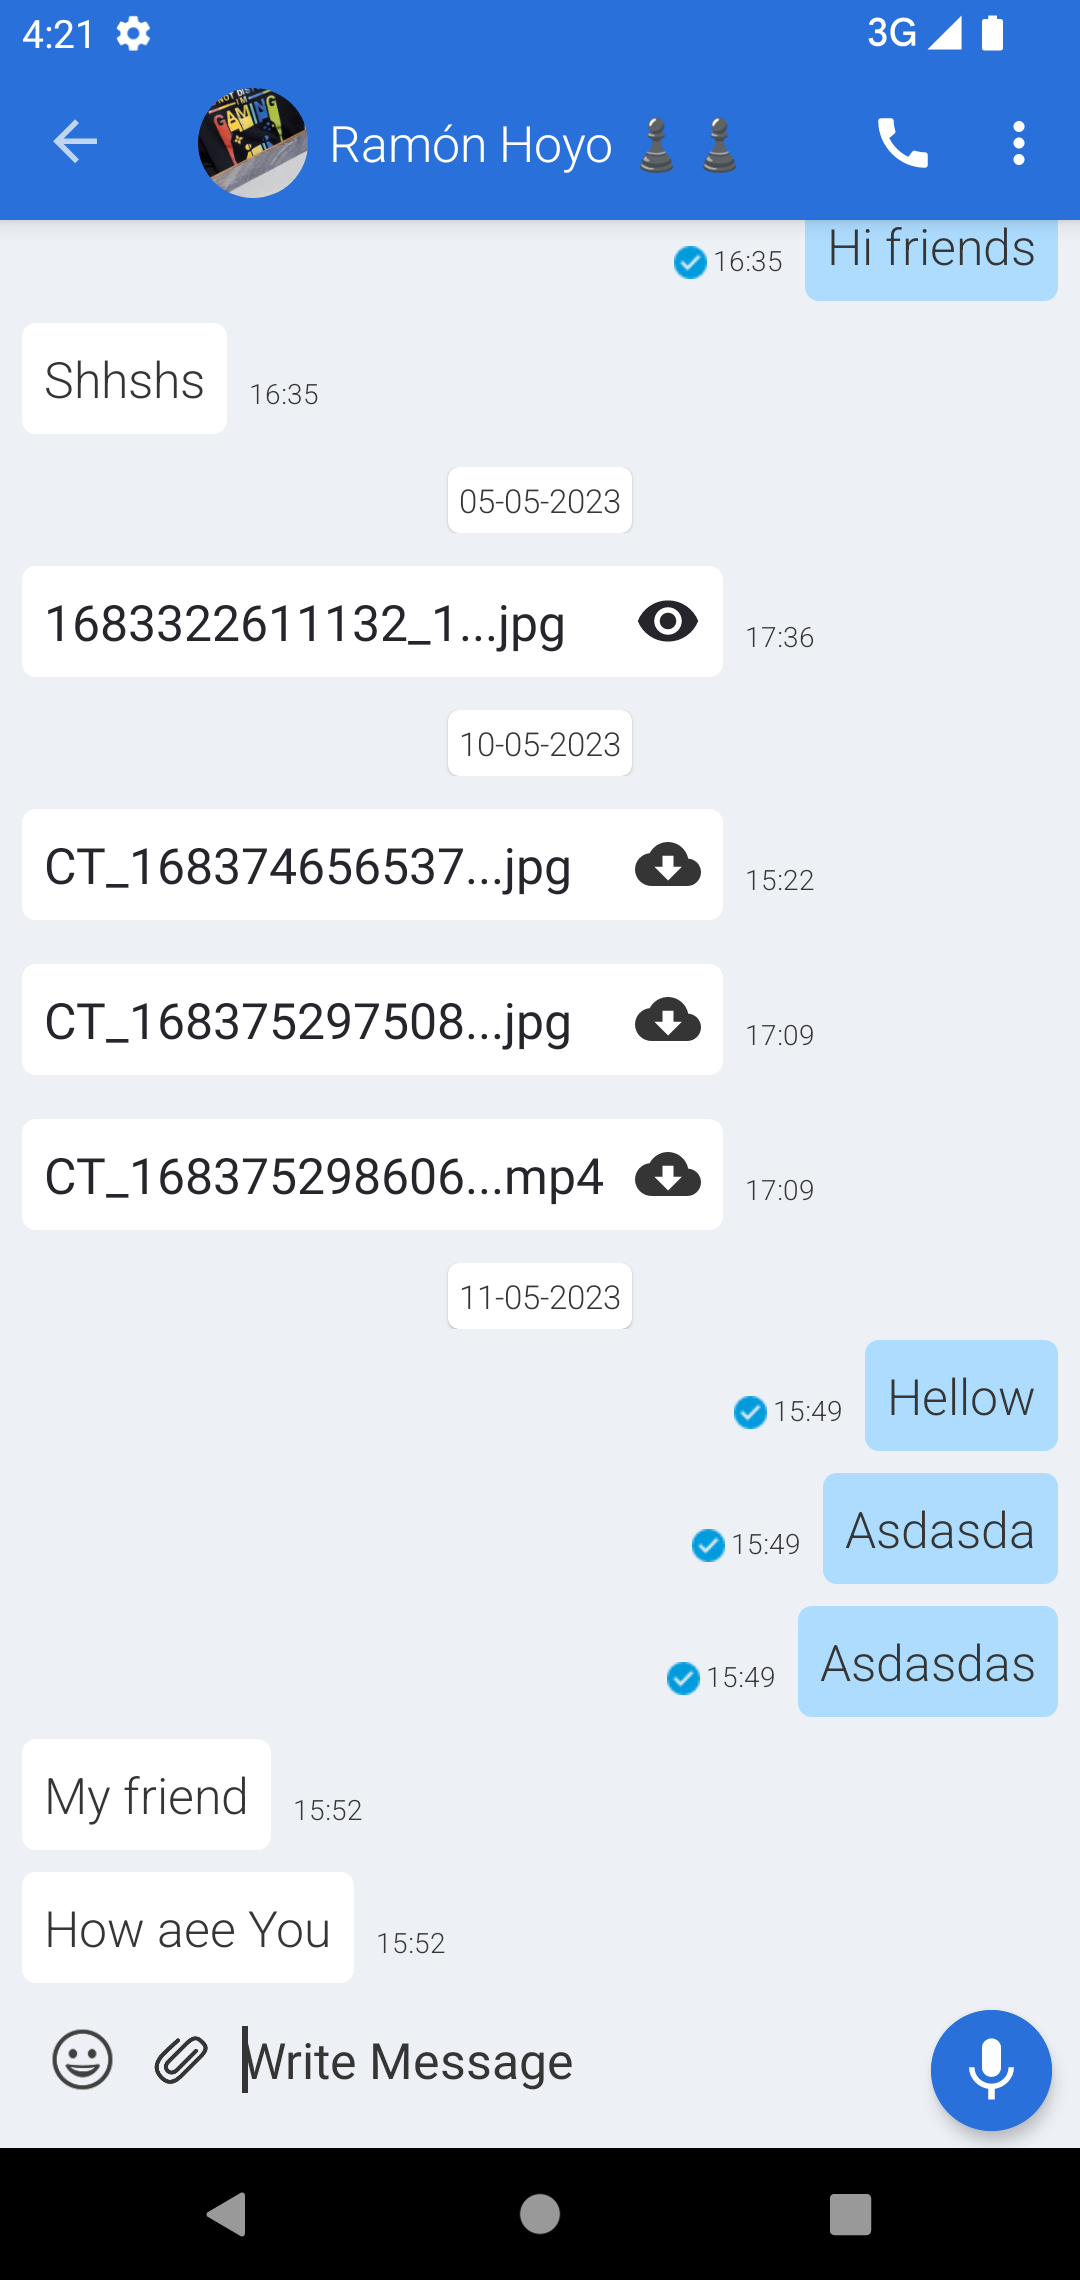 4:21
3G
Ramón Hoyo ♟ ♟
16:35 Hi friends
Shhshs 16:35
05-05-2023
1683322611132_1...jpg 17:36
10-05-2023
CT_168374656537...jpg 15:22
CT_168375297508...jpg 17:09
CT_168375298606...mp4 17:09
11-05-2023
15:49 Hellow
15:49 Asdasda
15:49 Asdasdas
My friend 15:52
How aee You 15:52
Write Message